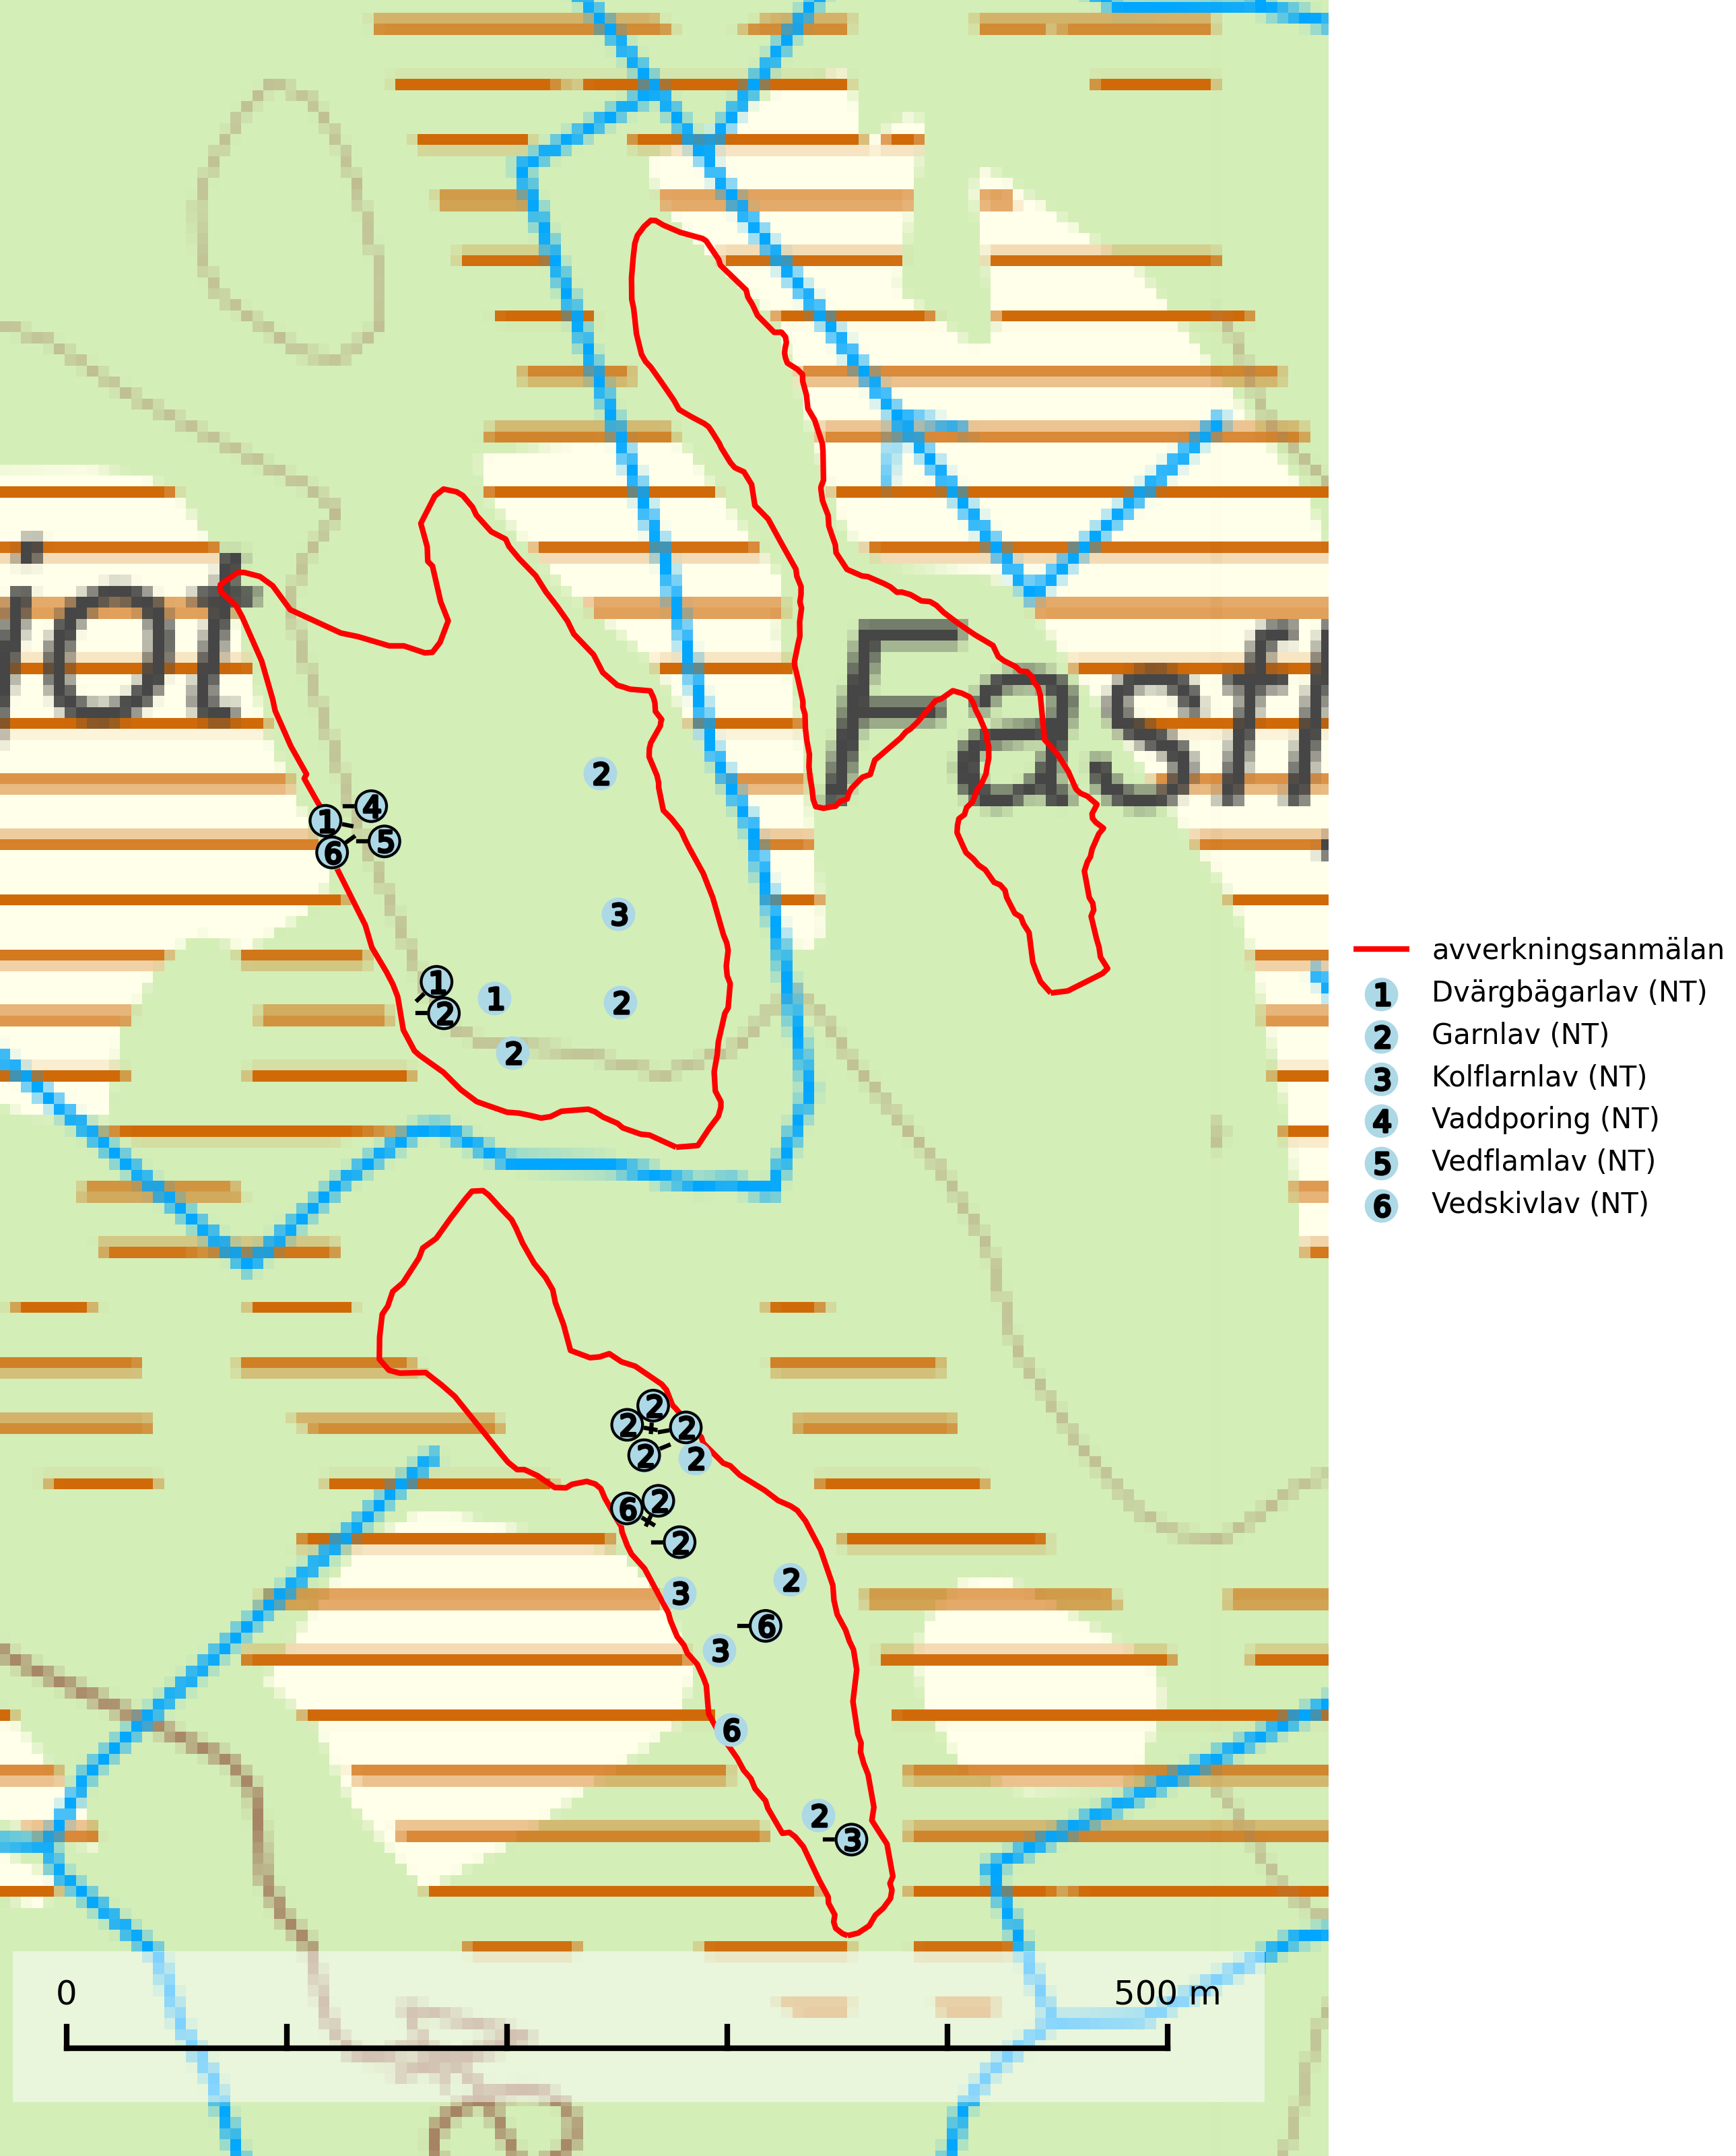 iot
Fasfl
2
4
1
5
6
3
1
1
2
2
2
2
2
2
2
2
6
2
2
2
3
6
3
6
2
3
avverkningsanmälan
1 Dvärgbägarlav (NT)
2 Garnlav (NT)
3 Kolflarnlav (NT)
4 Vaddporing (NT)
5 Vedflamlav (NT)
6 Vedskivlav (NT)
0 500 m